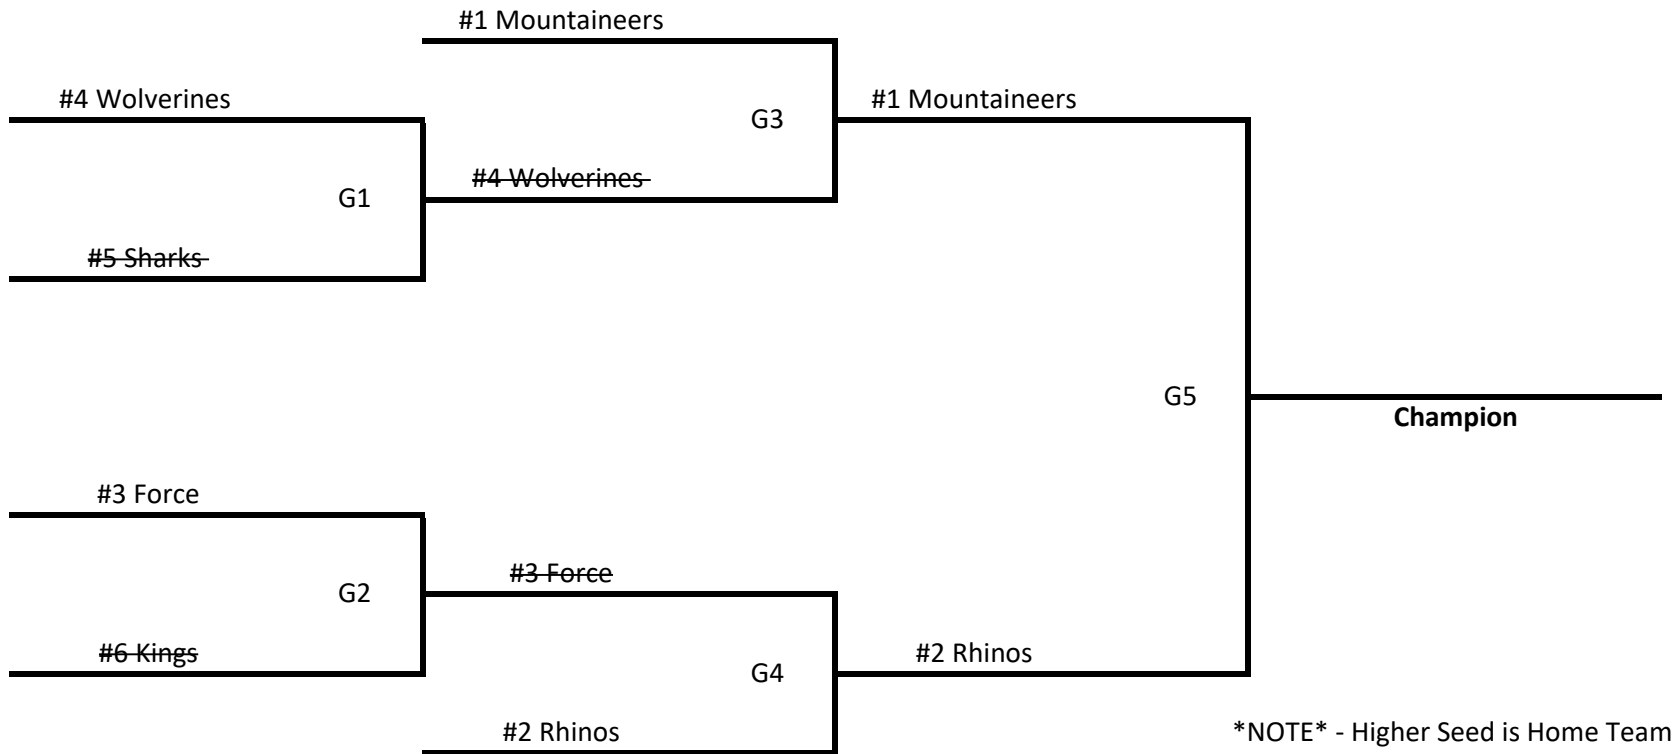 #1 Mountaineers
#4 Wolverines
#1 Mountaineers
G3
#4 Wolverines
G1
#5 Sharks
G5
Champion
#3 Force
#3 Force
G2
#6 Kings
#2 Rhinos
G4
#2 Rhinos
*NOTE* - Higher Seed is Home Team